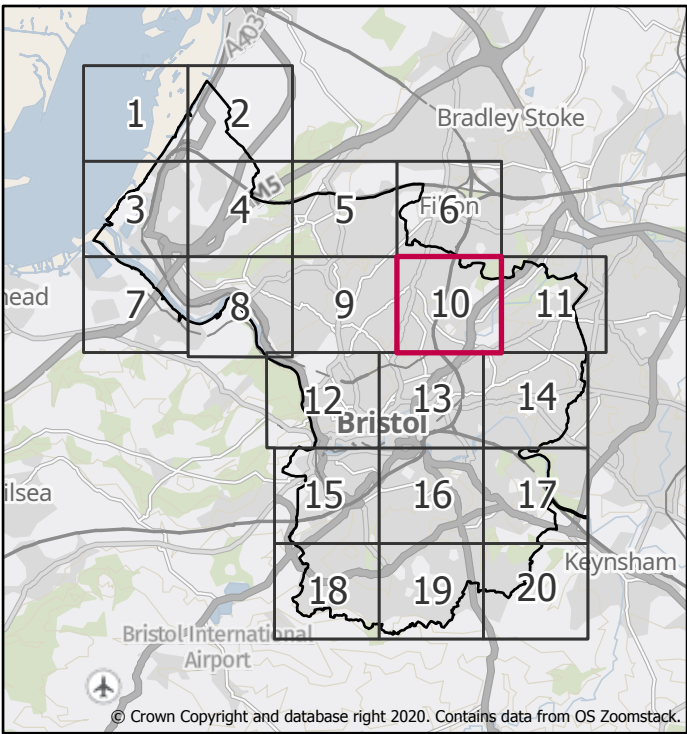 A403
1
2
Bradley Stoke
M5
3
4
5
6
Filton
ead
7
8
9
10
11
12
13
14
Bristol
ilsea
15
16
17
Keynsham
18
19
20
Bristol International
Airport
© Crown Copyright and database right 2020. Contains data from OS Zoomstack.